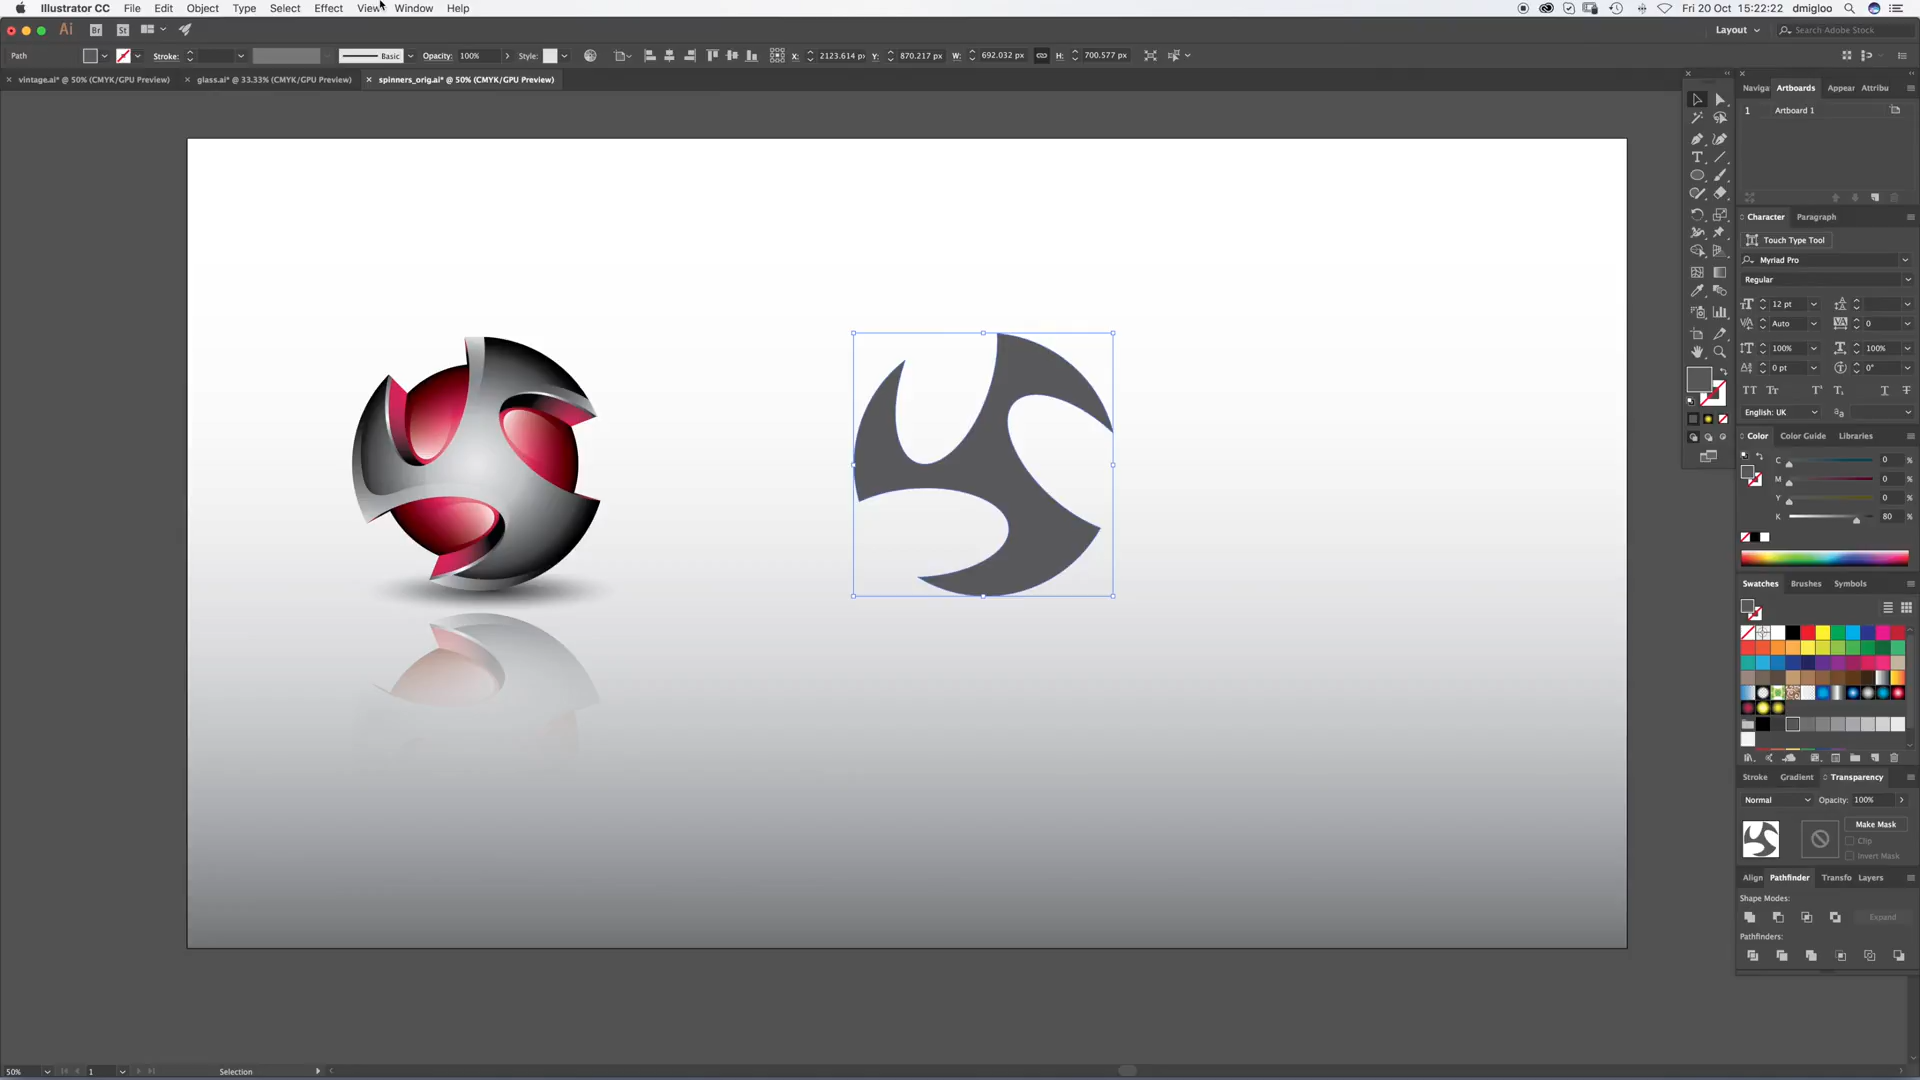 Illustrator CC File Edit Object Type Select Effect View Window Help
Fri 20 Oct 15:22:22 dmigloo
Ai Br St
Layout
Search Adobe Stock
Path
Stroke:
Basic
Opacity: 100%
Style:
X: 2123.614 px
Y: 870.217 px
W: 692.032 px
H: 700.577 px
vintage.ai* @ 50% (CMYK/GPU Preview)
glass.ai* @ 33.33% (CMYK/GPU Preview)
spinners_orig.ai* @ 50% (CMYK/GPU Preview)
Naviga Artboards Appear Attribu
1 Artboard 1
Character Paragraph
Touch Type Tool
Myriad Pro
Regular
12 pt
Auto 0
100% 100%
0 pt 0°
English: UK
Color Color Guide Libraries
C 0 %
M 0 %
Y 0 %
K 80 %
Swatches Brushes Symbols
Stroke Gradient Transparency
Normal Opacity: 100%
Make Mask
Clip
Invert Mask
Align Pathfinder Transfo Layers
Shape Modes:
Expand
Pathfinders:
50% 1 Selection